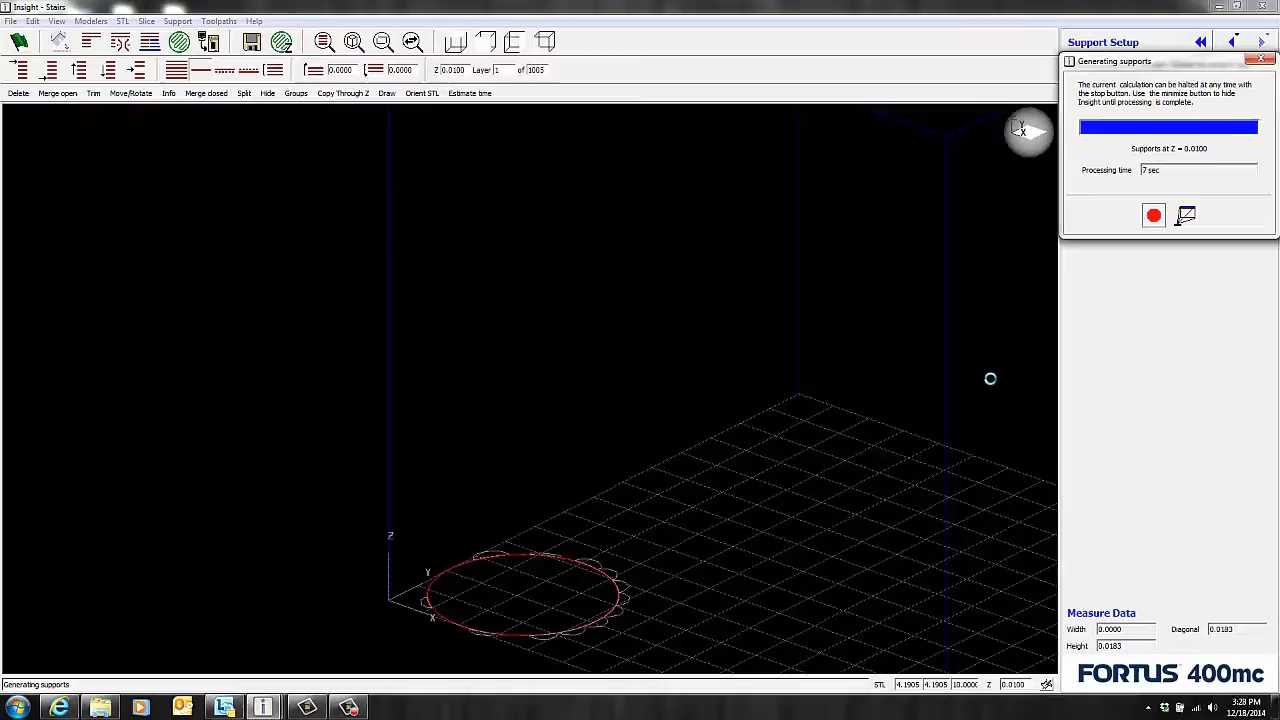 Insight - Stairs
File Edit View Modelers STL Slice Support Toolpaths Help
0.0000 0.0000 Z 0.0100 Layer 1 of 1005
Delete Merge open Trim Move/Rotate Info Merge closed Split Hide Groups Copy Through Z Draw Orient STL Estimate time
Support Setup
Generating supports
The current calculation can be halted at any time with
the stop button. Use the minimize button to hide
Insight until processing is complete.
Supports at Z = 0.0100
Processing time 7 sec
Y
X
Z
Y
X
Measure Data
Width 0.0000 Diagonal 0.0183
Height 0.0183
FORTUS 400mc
Generating supports
STL 4.1905 4.1905 10.0000 Z 0.0100
3:28 PM
12/18/2014